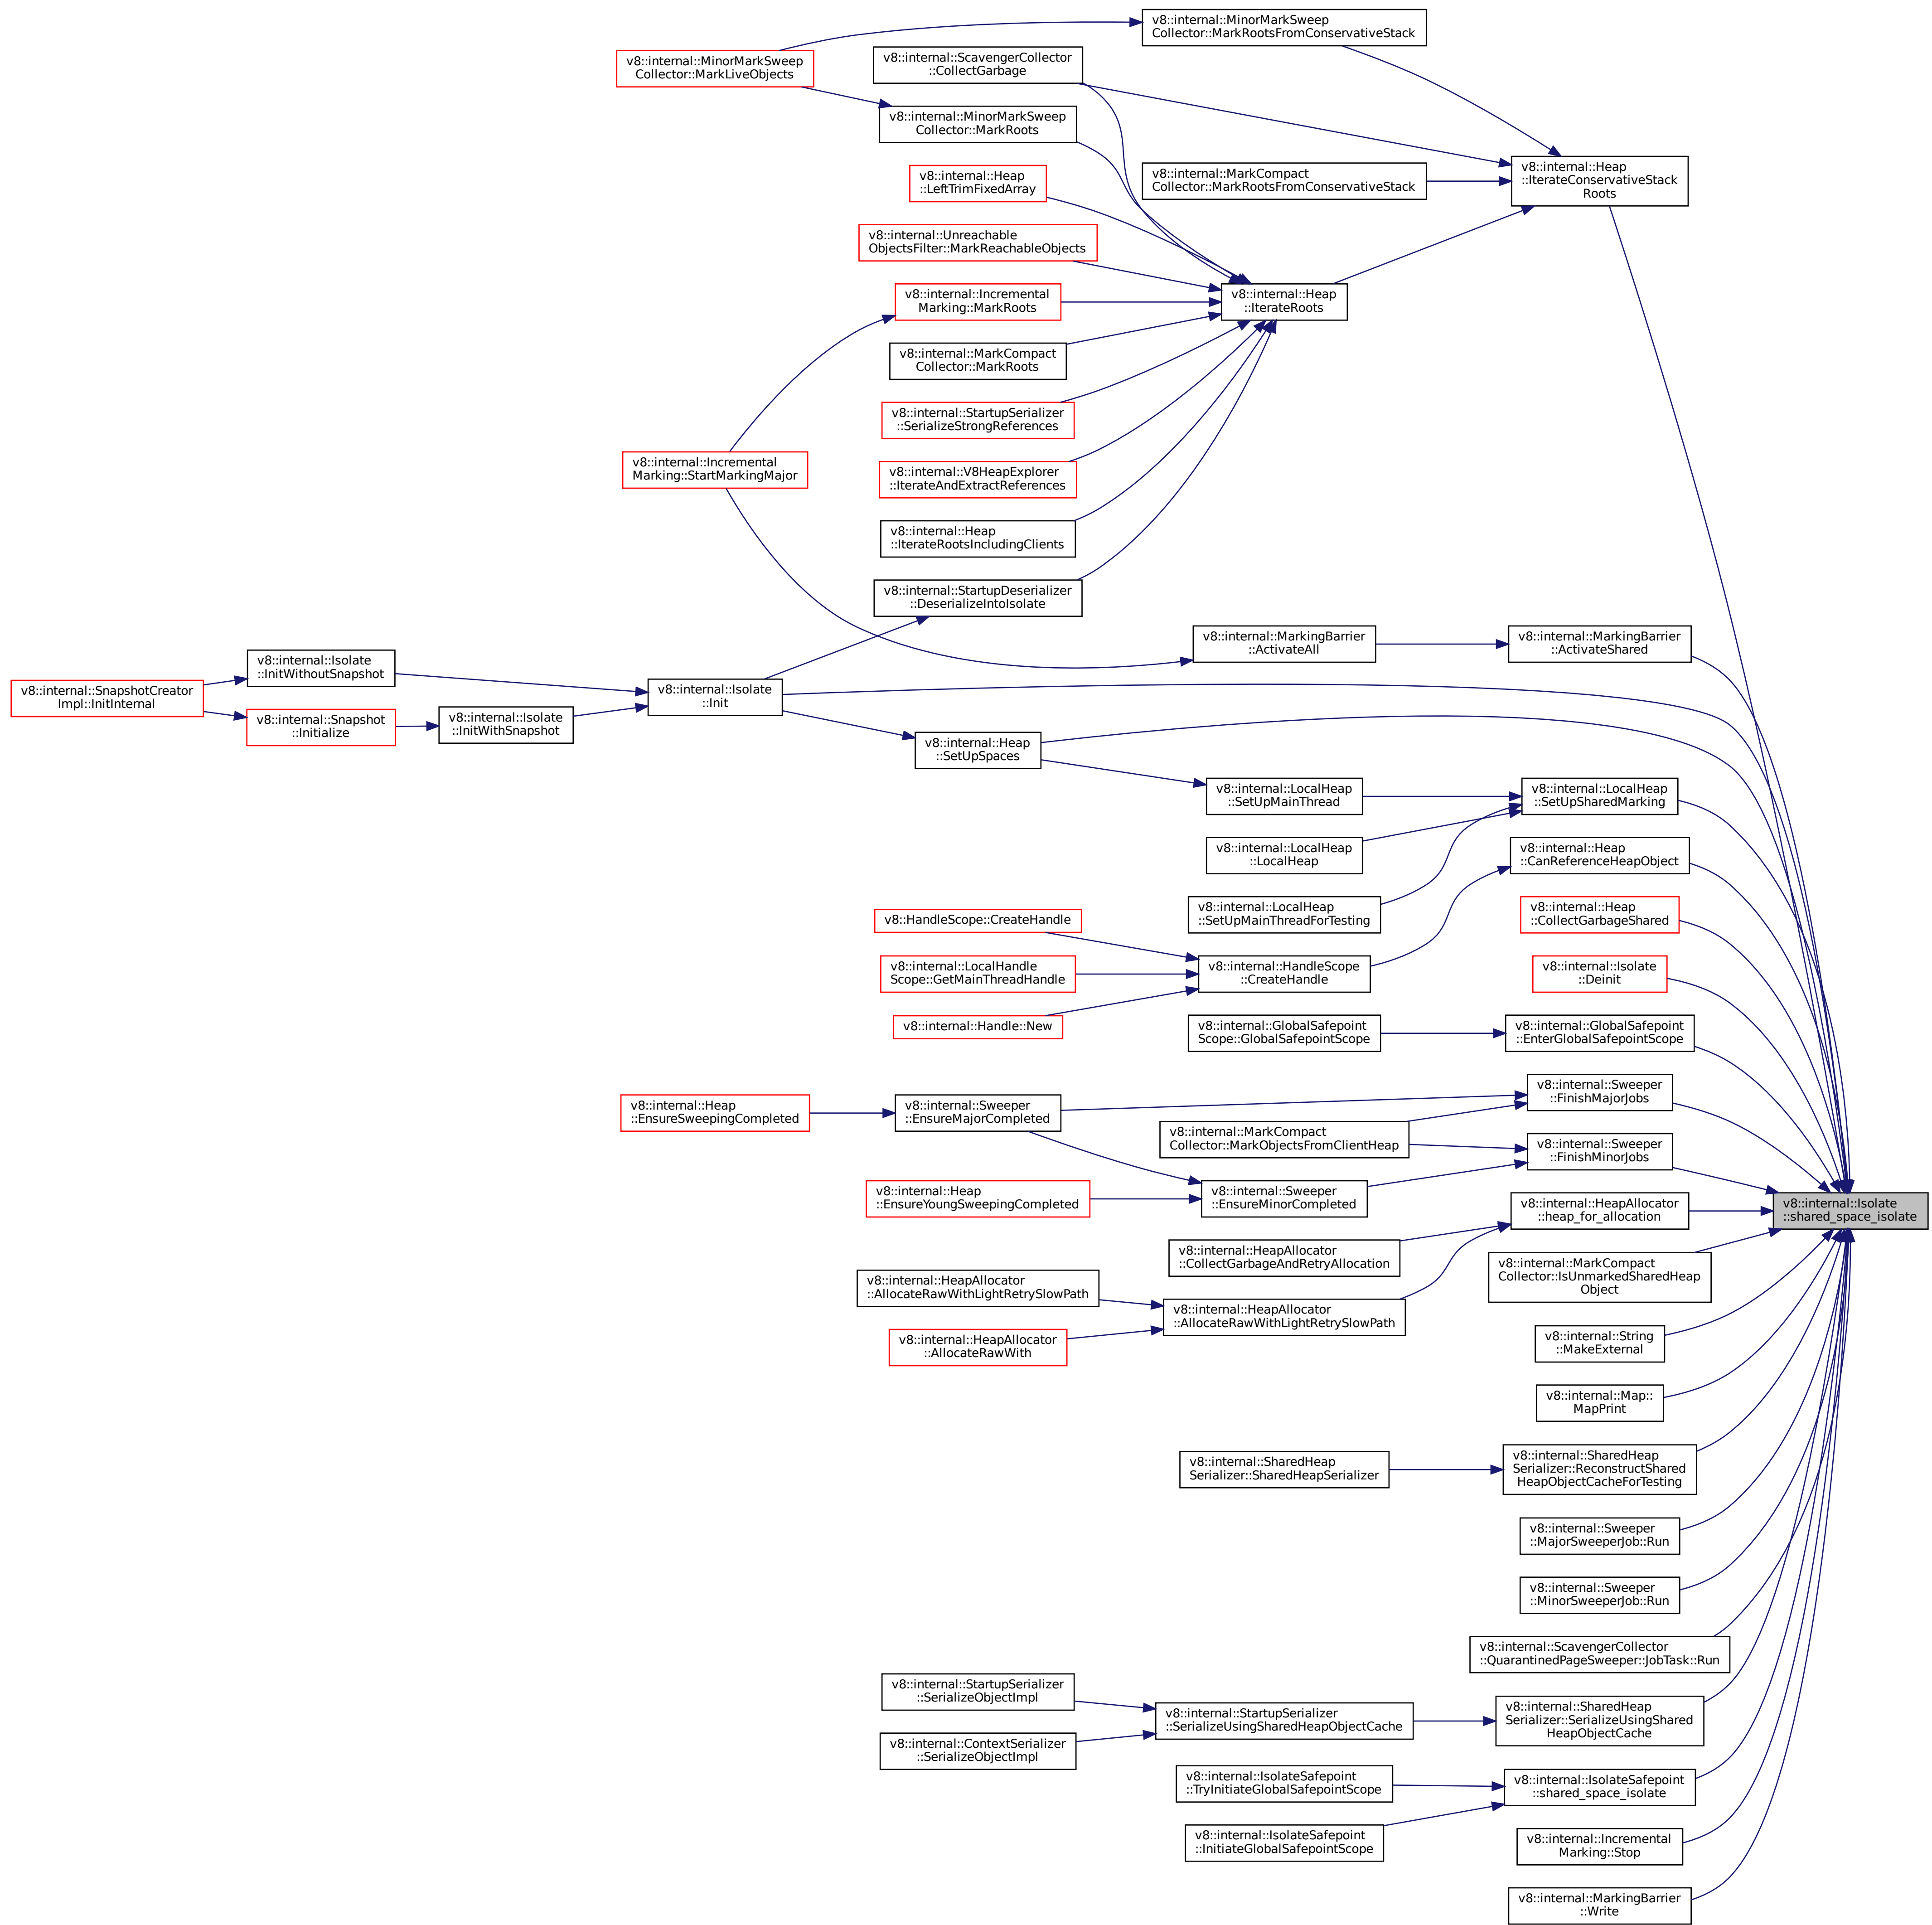 v8::internal::MinorMarkSweep
Collector::MarkRootsFromConservativeStack
v8::internal::MinorMarkSweep
Collector::MarkLiveObjects
v8::internal::ScavengerCollector
::CollectGarbage
v8::internal::MinorMarkSweep
Collector::MarkRoots
v8::internal::Heap
::IterateConservativeStack
Roots
v8::internal::MarkCompact
Collector::MarkRootsFromConservativeStack
v8::internal::Heap
::LeftTrimFixedArray
v8::internal::Unreachable
ObjectsFilter::MarkReachableObjects
v8::internal::Incremental
Marking::MarkRoots
v8::internal::Heap
::IterateRoots
v8::internal::MarkCompact
Collector::MarkRoots
v8::internal::StartupSerializer
::SerializeStrongReferences
v8::internal::Incremental
Marking::StartMarkingMajor
v8::internal::V8HeapExplorer
::IterateAndExtractReferences
v8::internal::Heap
::IterateRootsIncludingClients
v8::internal::StartupDeserializer
::DeserializeIntoIsolate
v8::internal::MarkingBarrier
::ActivateAll
v8::internal::MarkingBarrier
::ActivateShared
v8::internal::Isolate
::InitWithoutSnapshot
v8::internal::SnapshotCreator
Impl::InitInternal
v8::internal::Isolate
::Init
v8::internal::Snapshot
::Initialize
v8::internal::Isolate
::InitWithSnapshot
v8::internal::Heap
::SetUpSpaces
v8::internal::LocalHeap
::SetUpMainThread
v8::internal::LocalHeap
::SetUpSharedMarking
v8::internal::LocalHeap
::LocalHeap
v8::internal::Heap
::CanReferenceHeapObject
v8::HandleScope::CreateHandle
v8::internal::LocalHeap
::SetUpMainThreadForTesting
v8::internal::Heap
::CollectGarbageShared
v8::internal::LocalHandle
Scope::GetMainThreadHandle
v8::internal::HandleScope
::CreateHandle
v8::internal::Isolate
::Deinit
v8::internal::Handle::New
v8::internal::GlobalSafepoint
Scope::GlobalSafepointScope
v8::internal::GlobalSafepoint
::EnterGlobalSafepointScope
v8::internal::Heap
::EnsureSweepingCompleted
v8::internal::Sweeper
::EnsureMajorCompleted
v8::internal::Sweeper
::FinishMajorJobs
v8::internal::MarkCompact
Collector::MarkObjectsFromClientHeap
v8::internal::Sweeper
::FinishMinorJobs
v8::internal::Heap
::EnsureYoungSweepingCompleted
v8::internal::Sweeper
::EnsureMinorCompleted
v8::internal::HeapAllocator
::heap_for_allocation
v8::internal::Isolate
::shared_space_isolate
v8::internal::HeapAllocator
::CollectGarbageAndRetryAllocation
v8::internal::MarkCompact
Collector::IsUnmarkedSharedHeap
Object
v8::internal::HeapAllocator
::AllocateRawWithLightRetrySlowPath
v8::internal::HeapAllocator
::AllocateRawWithLightRetrySlowPath
v8::internal::HeapAllocator
::AllocateRawWith
v8::internal::String
::MakeExternal
v8::internal::Map::
MapPrint
v8::internal::SharedHeap
Serializer::SharedHeapSerializer
v8::internal::SharedHeap
Serializer::ReconstructShared
HeapObjectCacheForTesting
v8::internal::Sweeper
::MajorSweeperJob::Run
v8::internal::Sweeper
::MinorSweeperJob::Run
v8::internal::ScavengerCollector
::QuarantinedPageSweeper::JobTask::Run
v8::internal::StartupSerializer
::SerializeObjectImpl
v8::internal::StartupSerializer
::SerializeUsingSharedHeapObjectCache
v8::internal::SharedHeap
Serializer::SerializeUsingShared
HeapObjectCache
v8::internal::ContextSerializer
::SerializeObjectImpl
v8::internal::IsolateSafepoint
::TryInitiateGlobalSafepointScope
v8::internal::IsolateSafepoint
::shared_space_isolate
v8::internal::IsolateSafepoint
::InitiateGlobalSafepointScope
v8::internal::Incremental
Marking::Stop
v8::internal::MarkingBarrier
::Write